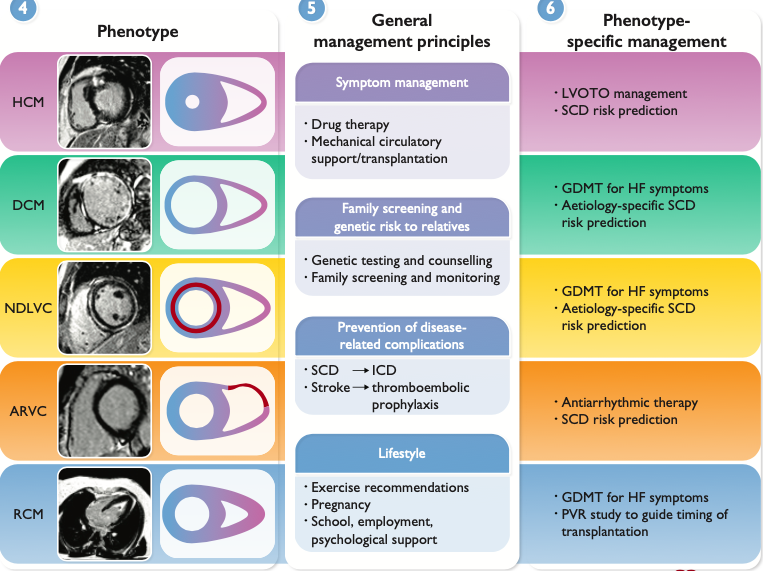 4
Phenotype
HCM
DCM
NDLVC
ARVC
RCM
5
General
management principles
Symptom management
· Drug therapy
· Mechanical circulatory
support/transplantation
Family screening and
genetic risk to relatives
· Genetic testing and counselling
· Family screening and monitoring
Prevention of disease-
related complications
· SCD → ICD
· Stroke → thromboembolic
prophylaxis
Lifestyle
· Exercise recommendations
· Pregnancy
· School, employment,
psychological support
6
Phenotype-
specific management
· LVOTO management
· SCD risk prediction
· GDMT for HF symptoms
· Aetiology-specific SCD
risk prediction
· GDMT for HF symptoms
· Aetiology-specific SCD
risk prediction
· Antiarrhythmic therapy
· SCD risk prediction
· GDMT for HF symptoms
· PVR study to guide timing of
transplantation